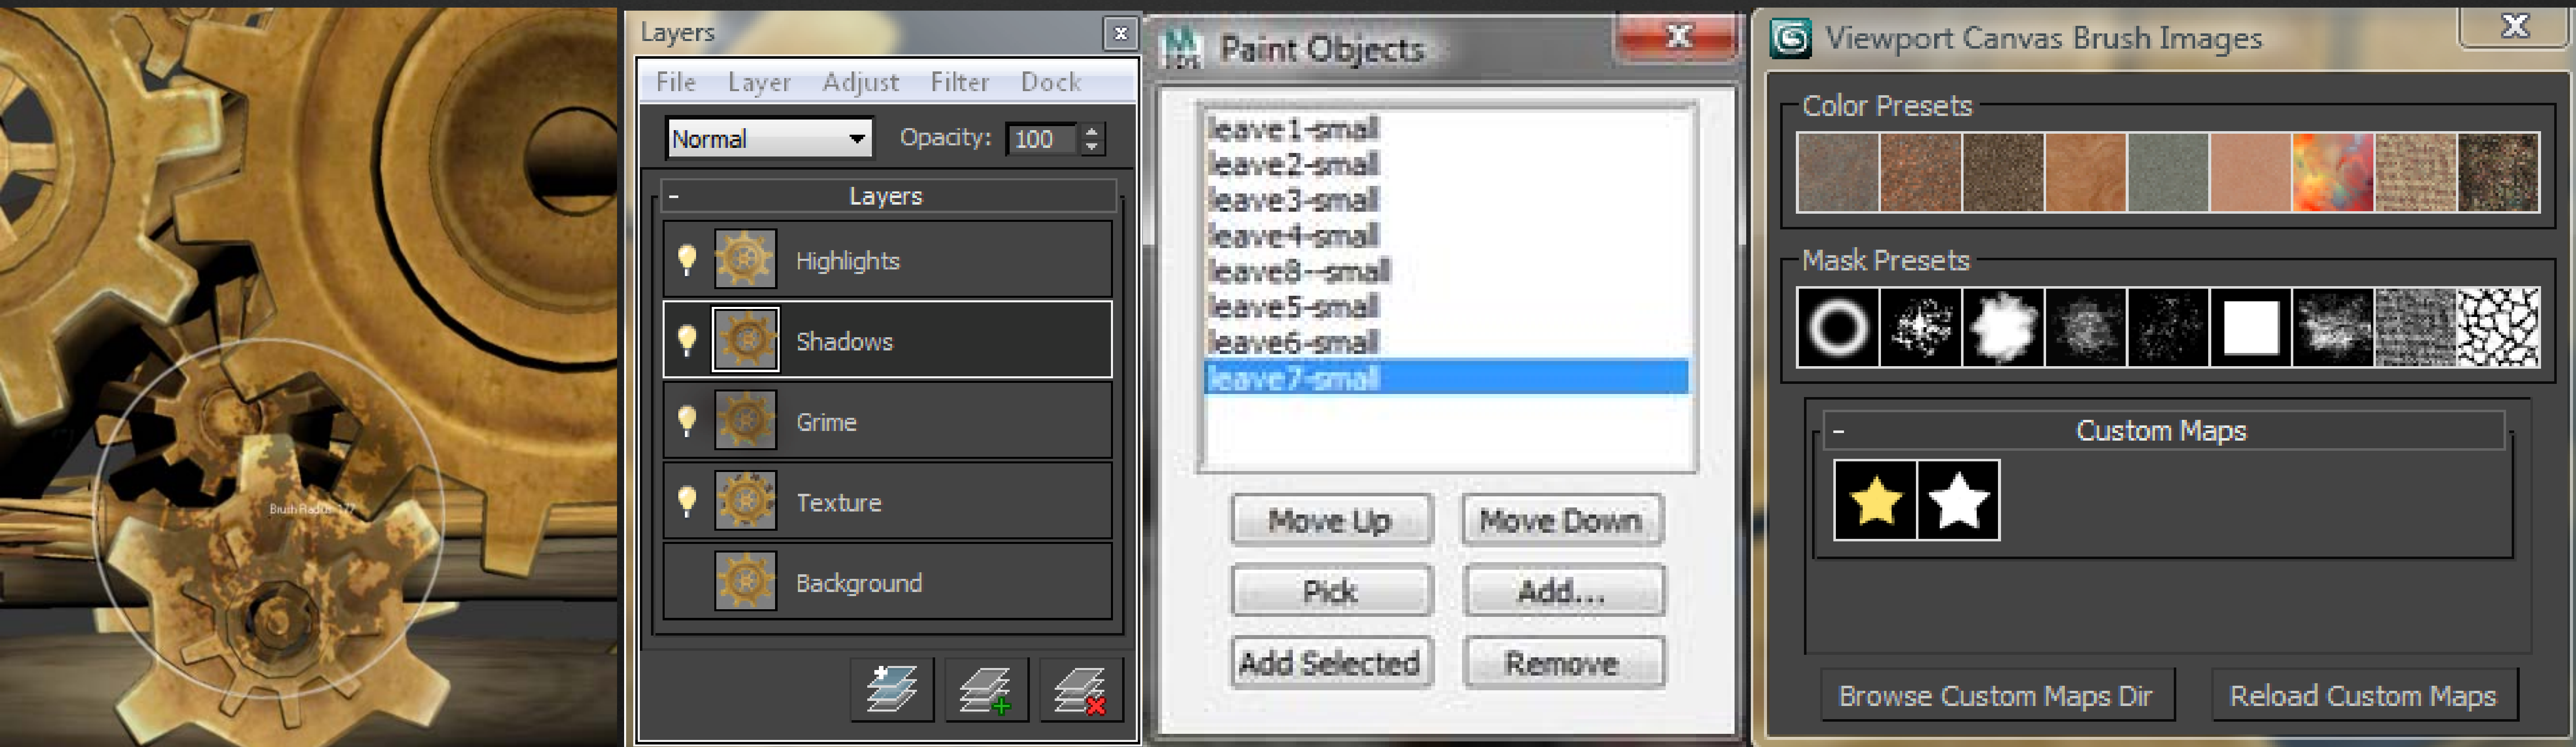 Brush Radius: 177
Layers
File Layer Adjust Filter Dock
Normal Opacity: 100
- Layers
Highlights
Shadows
Grime
Texture
Background
Paint Objects
leave1-small
leave2-small
leave3-small
leave4-small
leave8--small
leave5-small
leave6-small
leave7-small
Move Up Move Down
Pick Add...
Add Selected Remove
Viewport Canvas Brush Images
Color Presets
Mask Presets
- Custom Maps
Browse Custom Maps Dir Reload Custom Maps